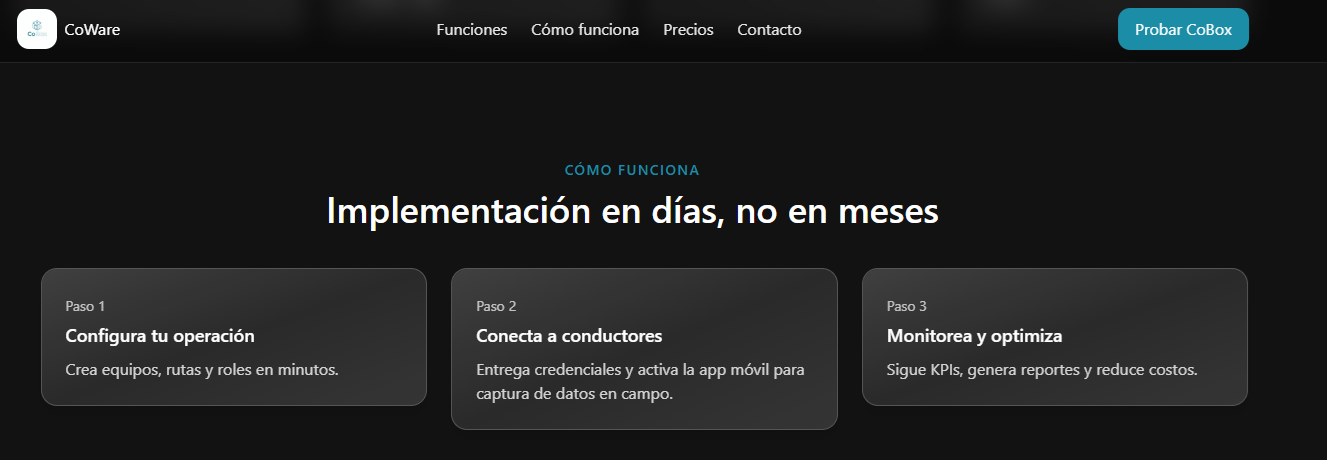 CoWare
Funciones Cómo funciona Precios Contacto
Probar CoBox
CÓMO FUNCIONA
Implementación en días, no en meses
Paso 1
Configura tu operación
Crea equipos, rutas y roles en minutos.
Paso 2
Conecta a conductores
Entrega credenciales y activa la app móvil para
captura de datos en campo.
Paso 3
Monitorea y optimiza
Sigue KPIs, genera reportes y reduce costos.